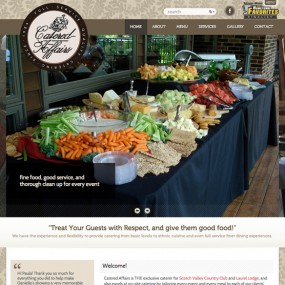 FULL SERVICE
Catered
Affairs
search
FAVORITES
HOME
ABOUT
MENU
SERVICES
GALLERY
CONTACT
fine food, good service, and
thorough clean up for every event
"Treat Your Guests with Respect, and give them good food!"
We have the experience and flexibility to provide catering from basic meals to ethnic cuisine and even full service fine dining experiences.
Hi Paula! Thank you so much for everything you did to help make Danielle's shower a very memorable
Welcome!
Catered Affairs is THE exclusive caterer for Scotch Valley Country Club and Laurel Lodge, and